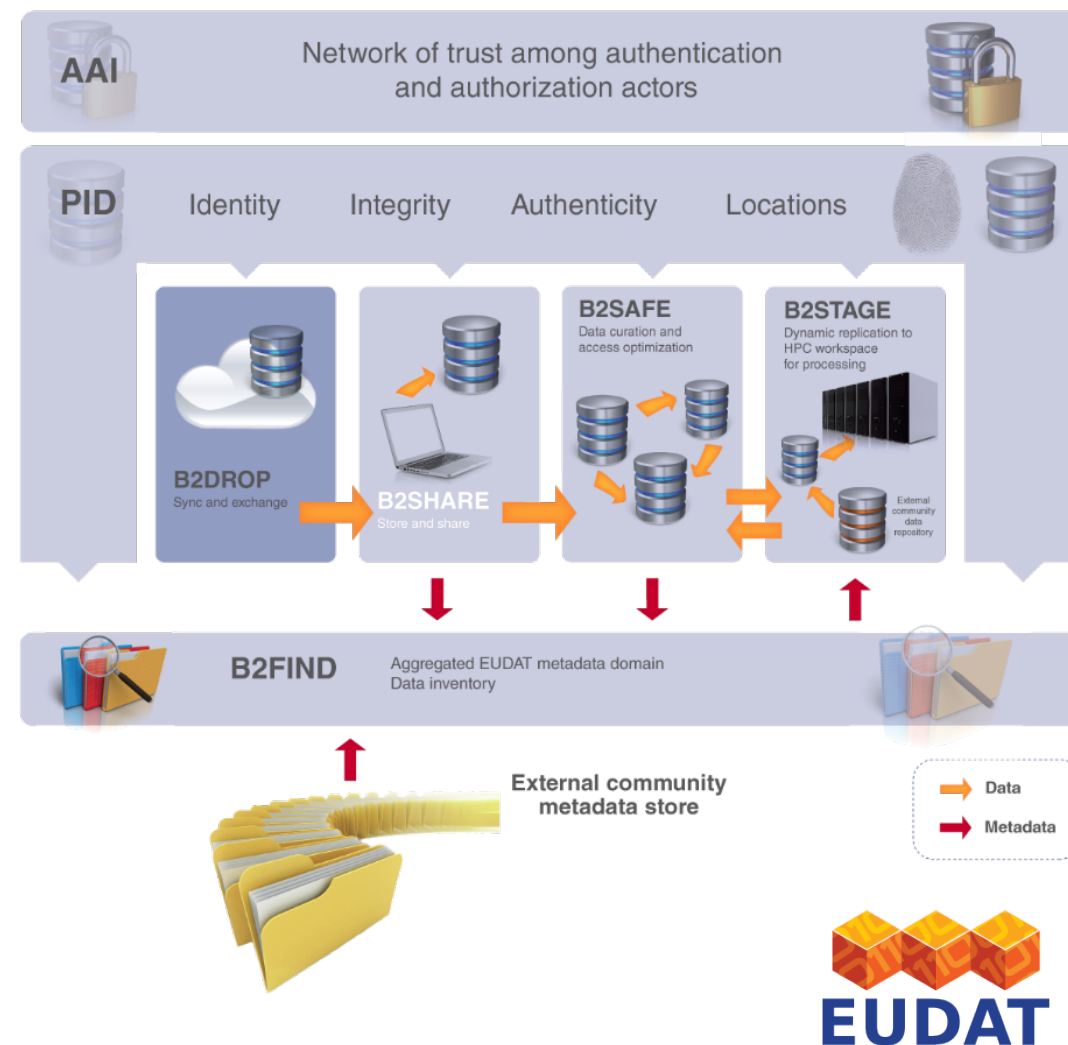 AAI
Network of trust among authentication
and authorization actors
PID
Identity
Integrity
Authenticity
Locations
B2DROP
Sync and exchange
B2SHARE
Store and share
B2SAFE
Data curation and
access optimization
B2STAGE
Dynamic replication to
HPC workspace
for processing
External
community
data
repository
B2FIND
Aggregated EUDAT metadata domain
Data inventory
External community
metadata store
Data
Metadata
EUDAT